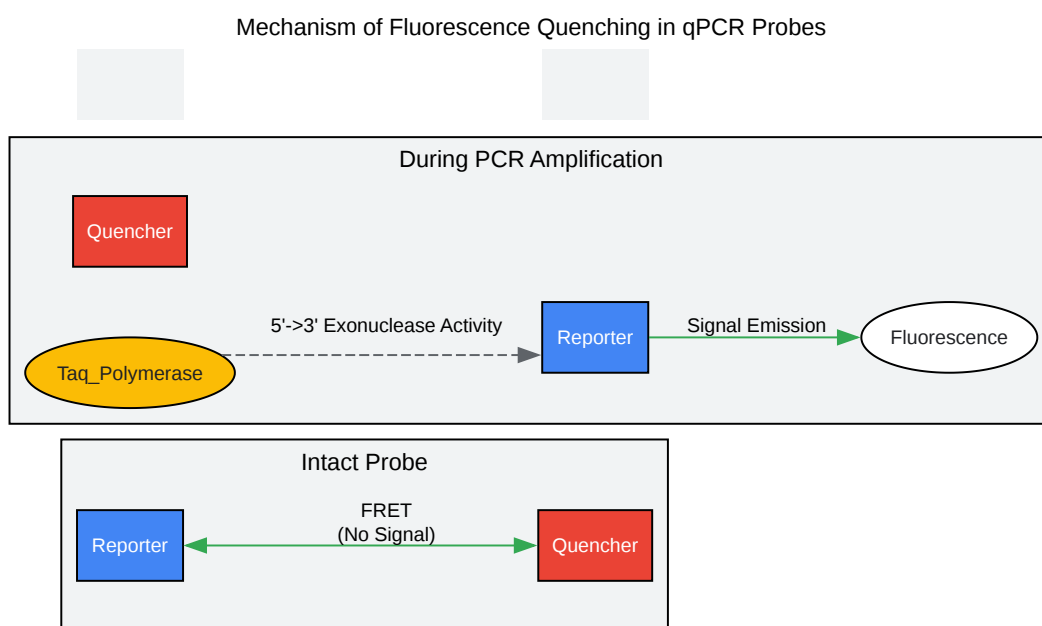 Mechanism of Fluorescence Quenching in qPCR Probes
During PCR Amplification
Quencher
5'->3' Exonuclease Activity
Reporter
Signal Emission
Fluorescence
Taq_Polymerase
Intact Probe
Reporter
FRET
(No Signal)
Quencher